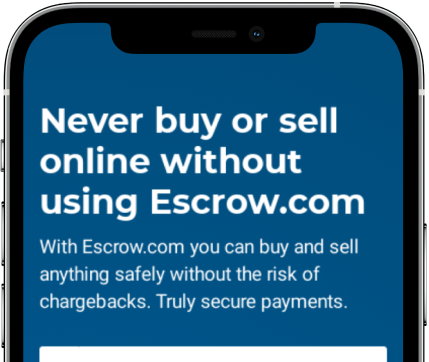 Never buy or sell
online without
using Escrow.com
With Escrow.com you can buy and sell
anything safely without the risk of
chargebacks. Truly secure payments.